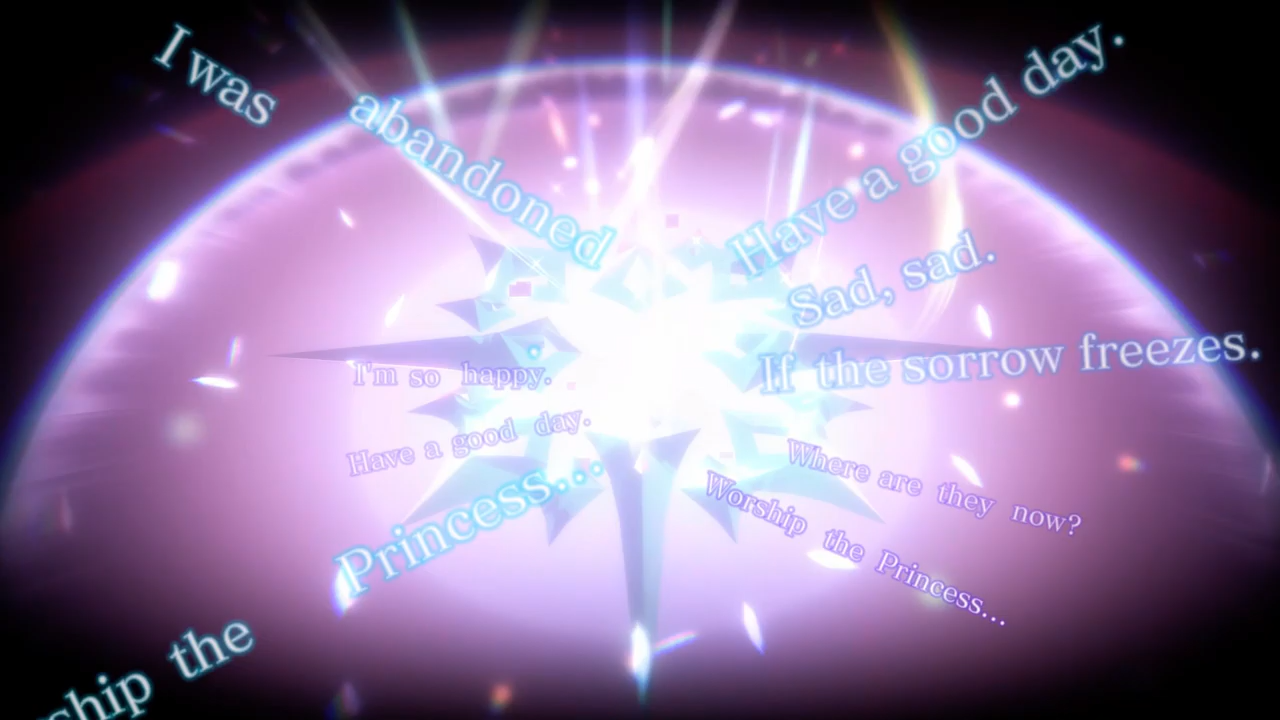 I was abandoned
Have a good day.
Sad, sad.
If the sorrow freezes.
I'm so happy.
Have a good day.
Princess...
Where are they now?
Worship the Princess...
ship the